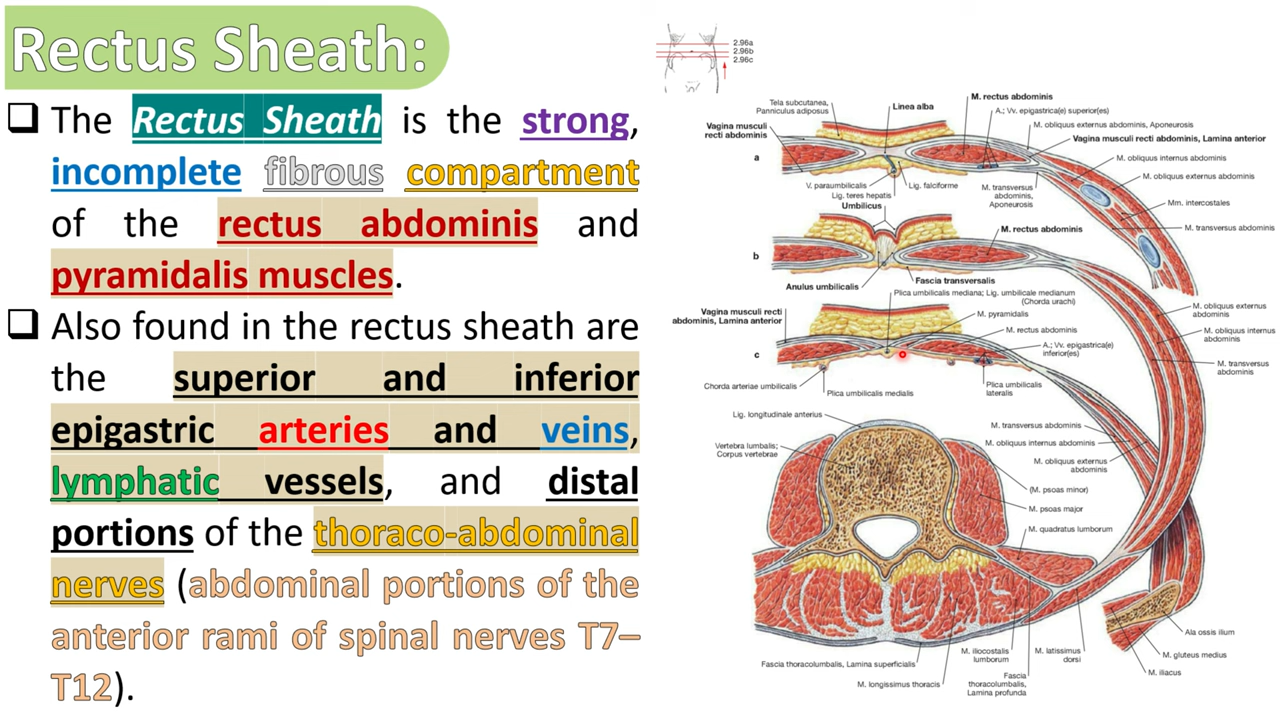 Rectus Sheath:
❑ The Rectus Sheath is the strong,
incomplete fibrous compartment
of the rectus abdominis and
pyramidalis muscles.
❑ Also found in the rectus sheath are
the superior and inferior
epigastric arteries and veins,
lymphatic vessels, and distal
portions of the thoraco-abdominal
nerves (abdominal portions of the
anterior rami of spinal nerves T7–
T12).
2.96a
2.96b
2.96c
Tela subcutanea,
Panniculus adiposus
Linea alba
M. rectus abdominis
A.; Vv. epigastrica(e) superior(es)
M. obliquus externus abdominis, Aponeurosis
Vagina musculi
recti abdominis
Vagina musculi recti abdominis, Lamina anterior
M. obliquus internus abdominis
M. obliquus externus abdominis
a
V. paraumbilicalis
Lig. falciforme
Lig. teres hepatis
M. transversus
abdominis,
Aponeurosis
Mm. intercostales
M. transversus abdominis
Umbilicus
M. rectus abdominis
b
Anulus umbilicalis
Fascia transversalis
Plica umbilicalis mediana; Lig. umbilicale medianum
(Chorda urachi)
Vagina musculi recti
abdominis, Lamina anterior
M. pyramidalis
M. rectus abdominis
A.; Vv. epigastrica(e)
inferior(es)
c
Chorda arteriae umbilicalis
Plica umbilicalis medialis
Plica umbilicalis
lateralis
M. obliquus externus
abdominis
M. obliquus internus
abdominis
M. transversus
abdominis
Lig. longitudinale anterius
Vertebra lumbalis;
Corpus vertebrae
M. transversus abdominis
M. obliquus internus abdominis
M. obliquus externus
abdominis
(M. psoas minor)
M. psoas major
M. quadratus lumborum
Fascia thoracolumbalis, Lamina superficialis
M. longissimus thoracis
M. iliocostalis
lumborum
Fascia
thoracolumbalis,
Lamina profunda
M. latissimus
dorsi
Ala ossis ilium
M. gluteus medius
M. iliacus